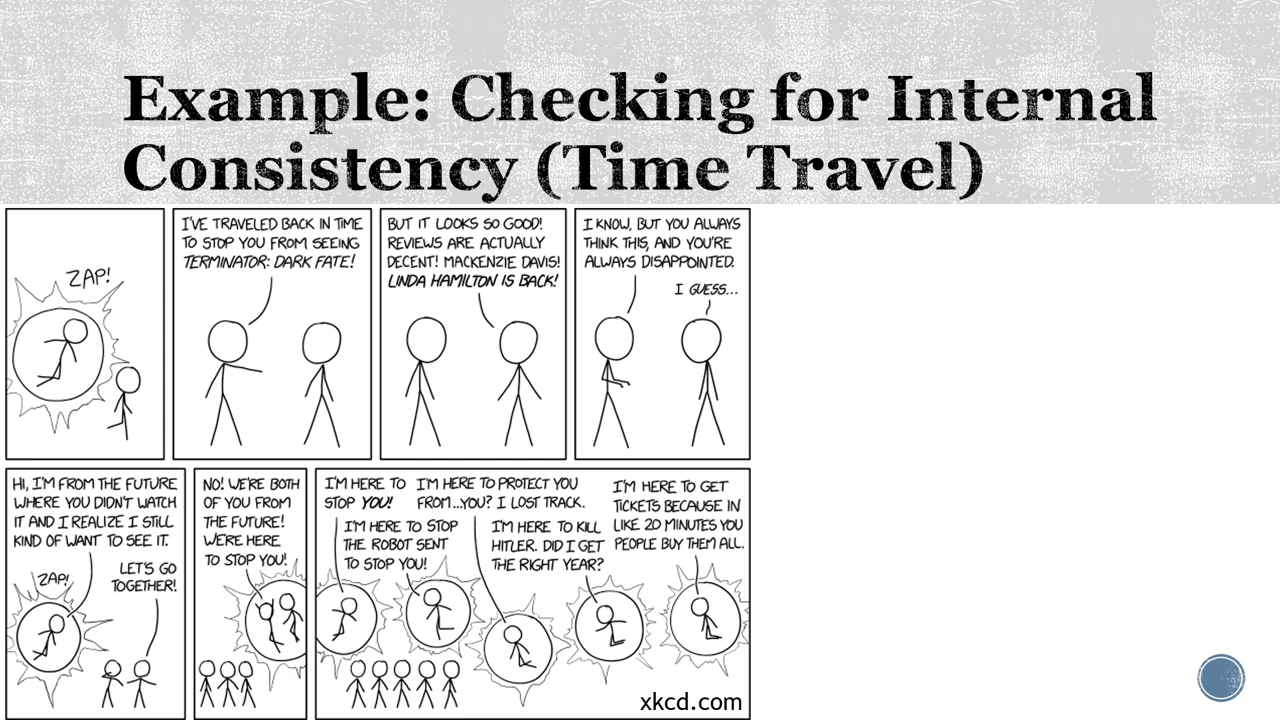 Example: Checking for Internal
Consistency (Time Travel)
ZAP!
I'VE TRAVELED BACK IN TIME
TO STOP YOU FROM SEEING
TERMINATOR: DARK FATE!
BUT IT LOOKS SO GOOD!
REVIEWS ARE ACTUALLY
DECENT! MACKENZIE DAVIS!
LINDA HAMILTON IS BACK!
I KNOW, BUT YOU ALWAYS
THINK THIS, AND YOU'RE
ALWAYS DISAPPOINTED.
I GUESS...
HI, I'M FROM THE FUTURE
WHERE YOU DIDN'T WATCH
IT AND I REALIZE I STILL
KIND OF WANT TO SEE IT.
ZAP!
LET'S GO
TOGETHER!
NO! WE'RE BOTH
OF YOU FROM
THE FUTURE!
WE'RE HERE
TO STOP YOU!
I'M HERE TO
STOP YOU!
I'M HERE TO STOP
THE ROBOT SENT
TO STOP YOU!
I'M HERE TO PROTECT YOU
FROM...YOU? I LOST TRACK.
I'M HERE TO KILL
HITLER. DID I GET
THE RIGHT YEAR?
I'M HERE TO GET
TICKETS BECAUSE IN
LIKE 20 MINUTES YOU
PEOPLE BUY THEM ALL.
xkcd.com